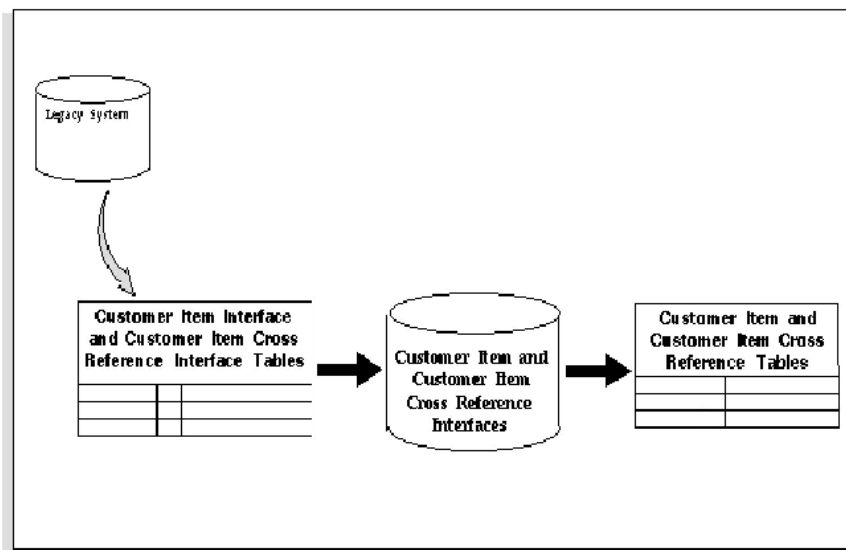 Legacy System
Customer Item Interface
and Customer Item Cross
Reference Interface Tables
Customer Item and
Customer Item
Cross Reference
Interfaces
Customer Item and
Customer Item Cross
Reference Tables